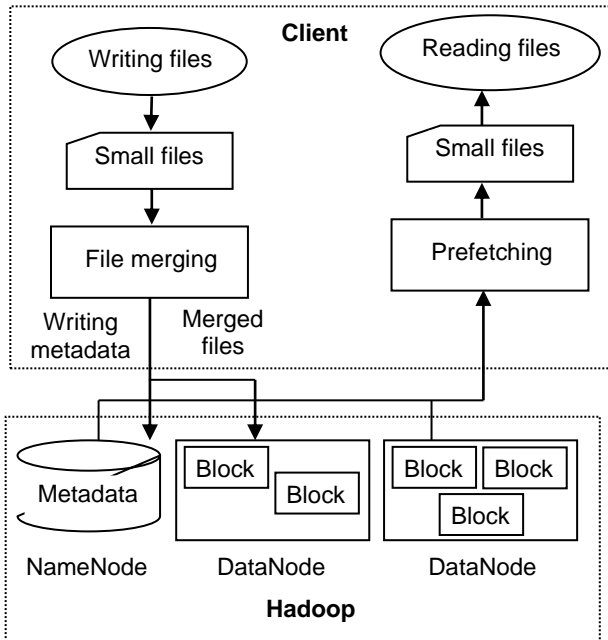 Client
Writing files
Reading files
Small files
Small files
File merging
Prefetching
Writing
metadata
Merged
files
Metadata
Block
Block
Block
Block
Block
NameNode
DataNode
DataNode
Hadoop